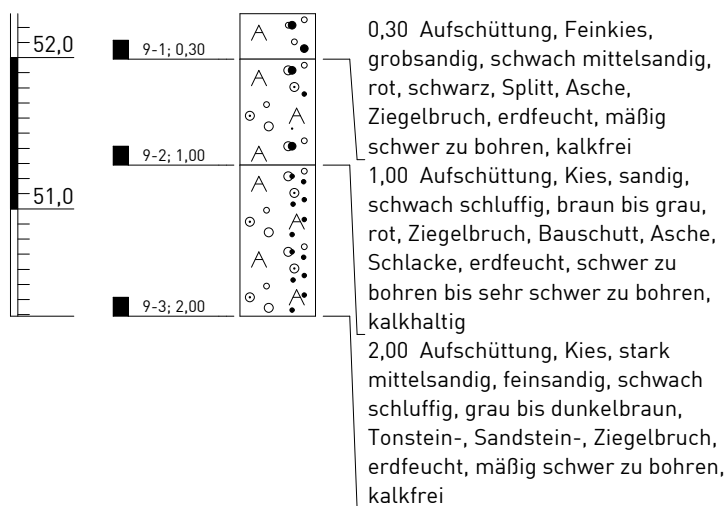 52,0
51,0
9-1; 0,30
9-2; 1,00
9-3; 2,00
A
A
A
A
A
A
A
A
0,30 Aufschüttung, Feinkies,
grobsandig, schwach mittelsandig,
rot, schwarz, Splitt, Asche,
Ziegelbruch, erdfeucht, mäßig
schwer zu bohren, kalkfrei
1,00 Aufschüttung, Kies, sandig,
schwach schluffig, braun bis grau,
rot, Ziegelbruch, Bauschutt, Asche,
Schlacke, erdfeucht, schwer zu
bohren bis sehr schwer zu bohren,
kalkhaltig
2,00 Aufschüttung, Kies, stark
mittelsandig, feinsandig, schwach
schluffig, grau bis dunkelbraun,
Tonstein-, Sandstein-, Ziegelbruch,
erdfeucht, mäßig schwer zu bohren,
kalkfrei